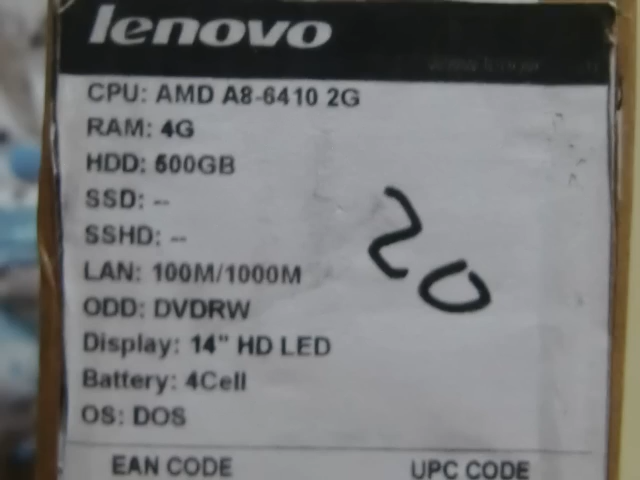 lenovo
CPU: AMD A8-6410 2G
RAM: 4G
HDD: 500GB
SSD: --
SSHD: --
LAN: 100M/1000M
ODD: DVDRW
Display: 14" HD LED
Battery: 4Cell
OS: DOS
20
EAN CODE UPC CODE